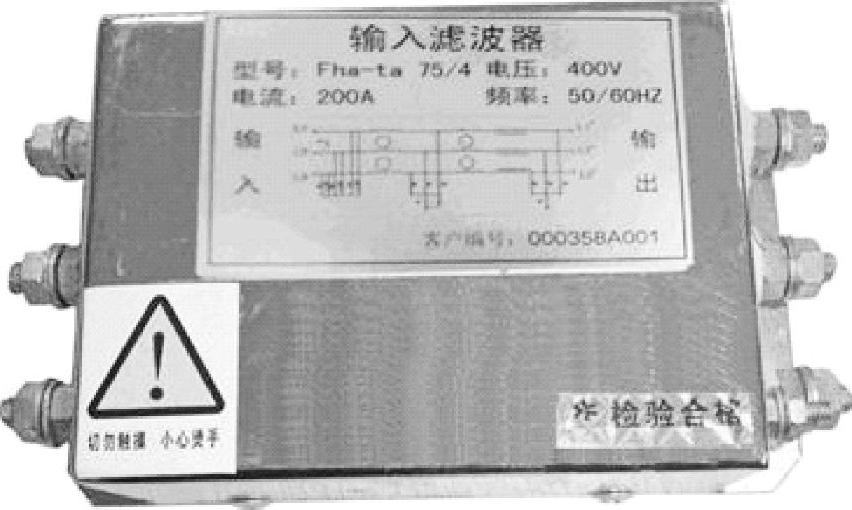 输入滤波器
型号：Fha-ta 75/4 电压：400V
电流：200A 频率：50/60HZ
输入
输出
客户编号：000358A001
切勿触摸 小心烫手
检验合格